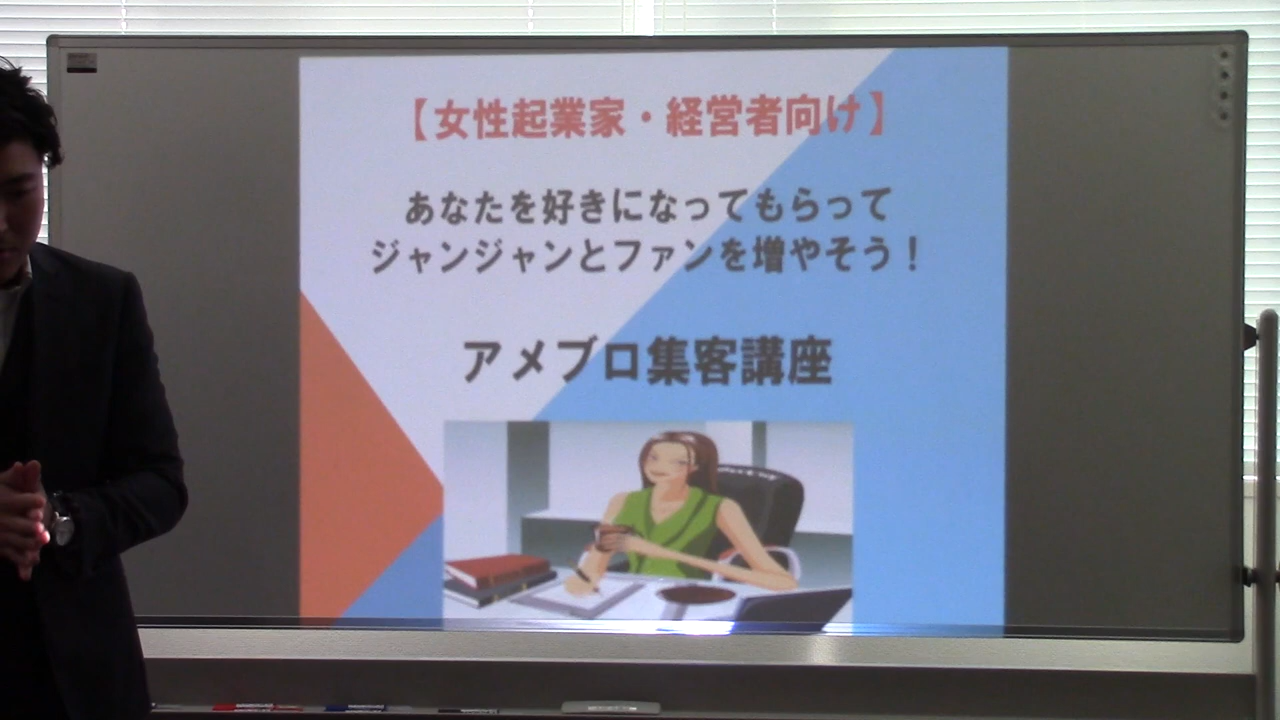 【女性起業家・経営者向け】
あなたを好きになってもらって
ジャンジャンとファンを増やそう！
アメブロ集客講座